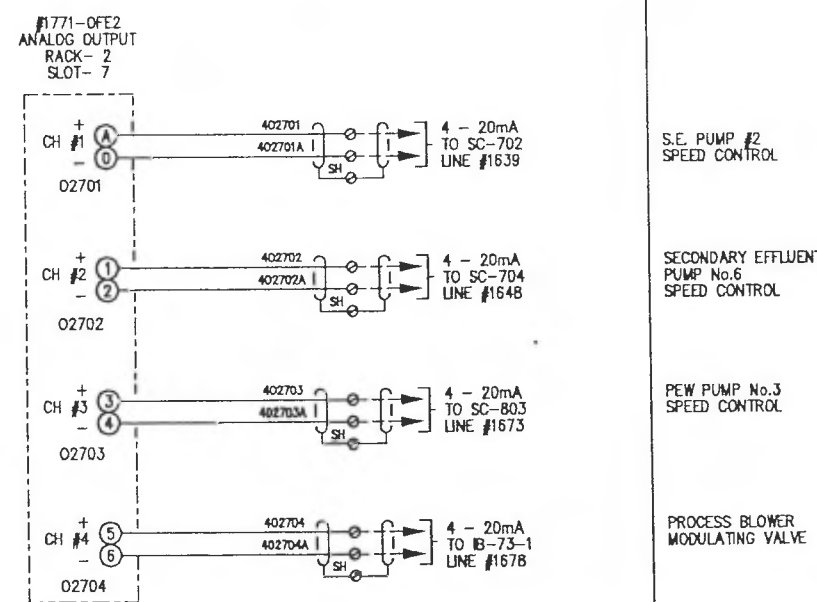 #1771-OFE2
ANALOG OUTPUT
RACK- 2
SLOT- 7
CH #1 + A 402701 4 - 20mA
- 0 402701A SH TO SC-702
LINE #1639
O2701
S.E. PUMP #2
SPEED CONTROL
CH #2 + 1 402702 4 - 20mA
- 2 402702A SH TO SC-704
LINE #1648
O2702
SECONDARY EFFLUENT
PUMP No.6
SPEED CONTROL
CH #3 + 3 402703 4 - 20mA
- 4 402703A SH TO SC-803
LINE #1673
O2703
PEW PUMP No.3
SPEED CONTROL
CH #4 + 5 402704 4 - 20mA
- 6 402704A SH TO IB-73-1
LINE #1678
O2704
PROCESS BLOWER
MODULATING VALVE